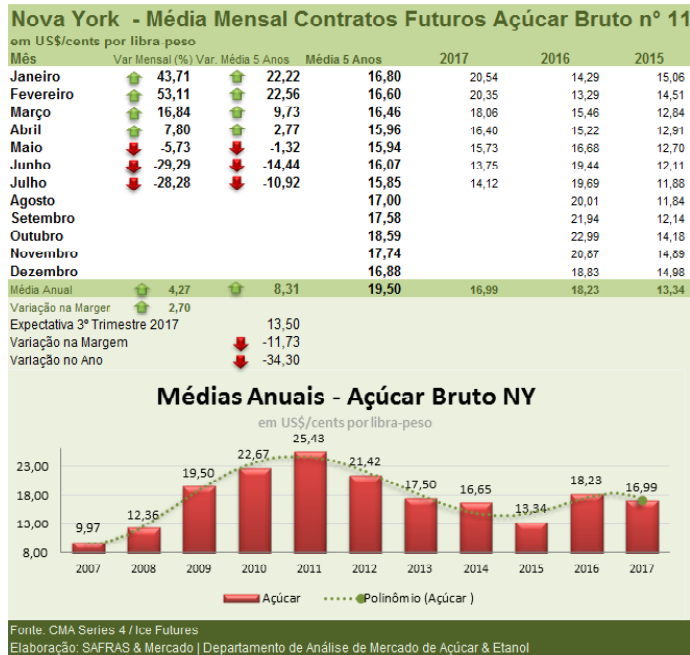 Nova York - Média Mensal Contratos Futuros Açúcar Bruto nº 11
em US$/cents por libra-peso
Mês Var Mensal (%) Var. Média 5 Anos Média 5 Anos 2017 2016 2015
Janeiro 43,71 22,22 16,80 20,54 14,29 15,06
Fevereiro 53,11 22,56 16,60 20,35 13,29 14,51
Março 16,84 9,73 16,46 18,06 15,46 12,84
Abril 7,80 2,77 15,96 16,40 15,22 12,91
Maio -5,73 -1,32 15,94 15,73 16,68 12,70
Junho -29,29 -14,44 16,07 13,75 19,44 12,11
Julho -28,28 -10,92 15,85 14,12 19,69 11,88
Agosto 17,00 20,01 11,84
Setembro 17,58 21,94 12,14
Outubro 18,59 22,99 14,18
Novembro 17,74 20,87 14,89
Dezembro 16,88 18,83 14,98
Média Anual 4,27 8,31 19,50 16,99 18,23 13,34
Variação na Marger 2,70
Expectativa 3º Trimestre 2017 13,50
Variação na Margem -11,73
Variação no Ano -34,30
Médias Anuais - Açúcar Bruto NY
em US$/cents por libra-peso
23,00
18,00
13,00
8,00
9,97 12,36 19,50 22,67 25,43 21,42 17,50 16,65 13,34 18,23 16,99
2007 2008 2009 2010 2011 2012 2013 2014 2015 2016 2017
Açúcar Polinômio (Açúcar )
Fonte: CMA Series 4 / Ice Futures
Elaboração: SAFRAS & Mercado | Departamento de Análise de Mercado de Açúcar & Etanol